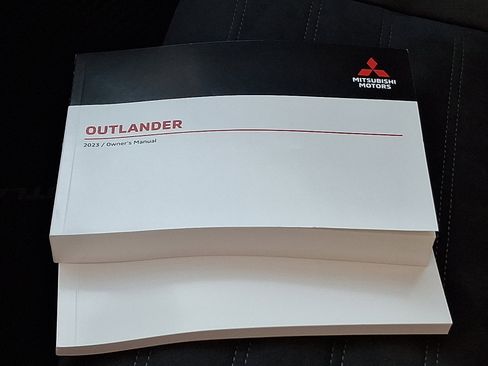 MITSUBISHI
MOTORS
OUTLANDER
2023 / Owner's Manual